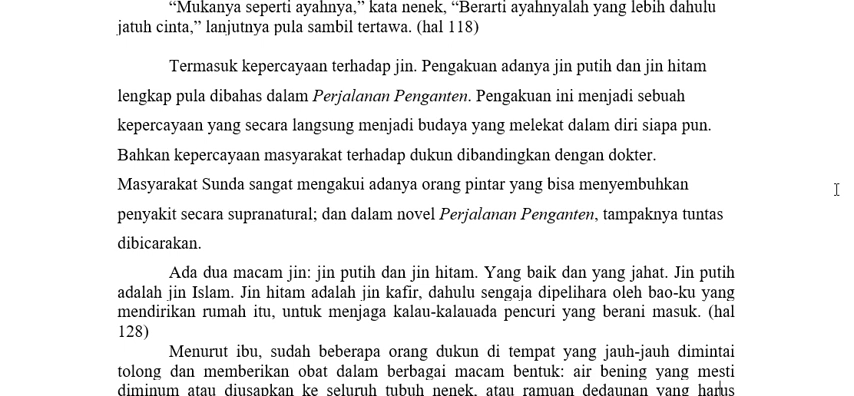 “Mukanya seperti ayahnya,” kata nenek, “Berarti ayahnyalah yang lebih dahulu
jatuh cinta,” lanjutnya pula sambil tertawa. (hal 118)
Termasuk kepercayaan terhadap jin. Pengakuan adanya jin putih dan jin hitam
lengkap pula dibahas dalam Perjalanan Penganten. Pengakuan ini menjadi sebuah
kepercayaan yang secara langsung menjadi budaya yang melekat dalam diri siapa pun.
Bahkan kepercayaan masyarakat terhadap dukun dibandingkan dengan dokter.
Masyarakat Sunda sangat mengakui adanya orang pintar yang bisa menyembuhkan
penyakit secara supranatural; dan dalam novel Perjalanan Penganten, tampaknya tuntas
dibicarakan.
Ada dua macam jin: jin putih dan jin hitam. Yang baik dan yang jahat. Jin putih
adalah jin Islam. Jin hitam adalah jin kafir, dahulu sengaja dipelihara oleh bao-ku yang
mendirikan rumah itu, untuk menjaga kalau-kalauada pencuri yang berani masuk. (hal
128)
Menurut ibu, sudah beberapa orang dukun di tempat yang jauh-jauh dimintai
tolong dan memberikan obat dalam berbagai macam bentuk: air bening yang mesti
diminum atau diusapkan ke seluruh tubuh nenek, atau ramuan dedaunan yang harus